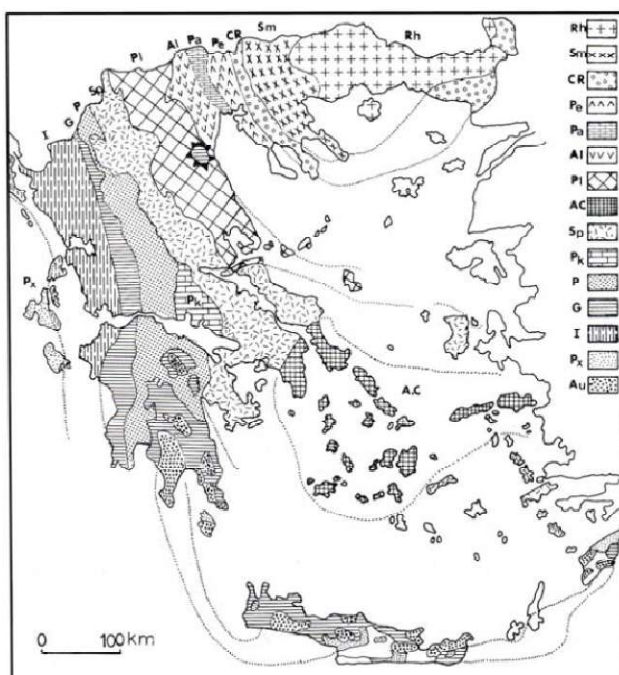 Pl Al Pa Pe CR Sm Rh
I G P SP
Px
Pk
A.C
0 100 km
Rh
Sm
CR
Pe
Pa
Al
Pl
AC
Sp
Pk
P
G
I
Px
Au